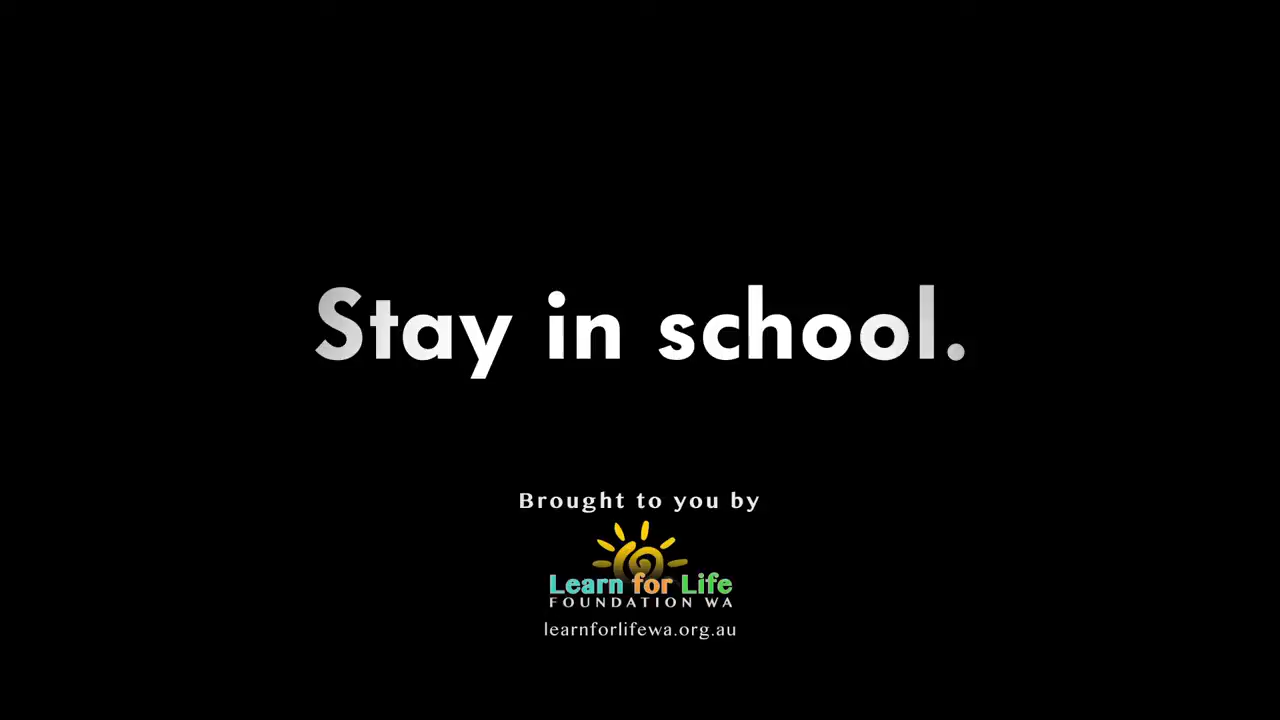 Stay in school.
Brought to you by
Learn for Life
FOUNDATION WA
learnforlifewa.org.au